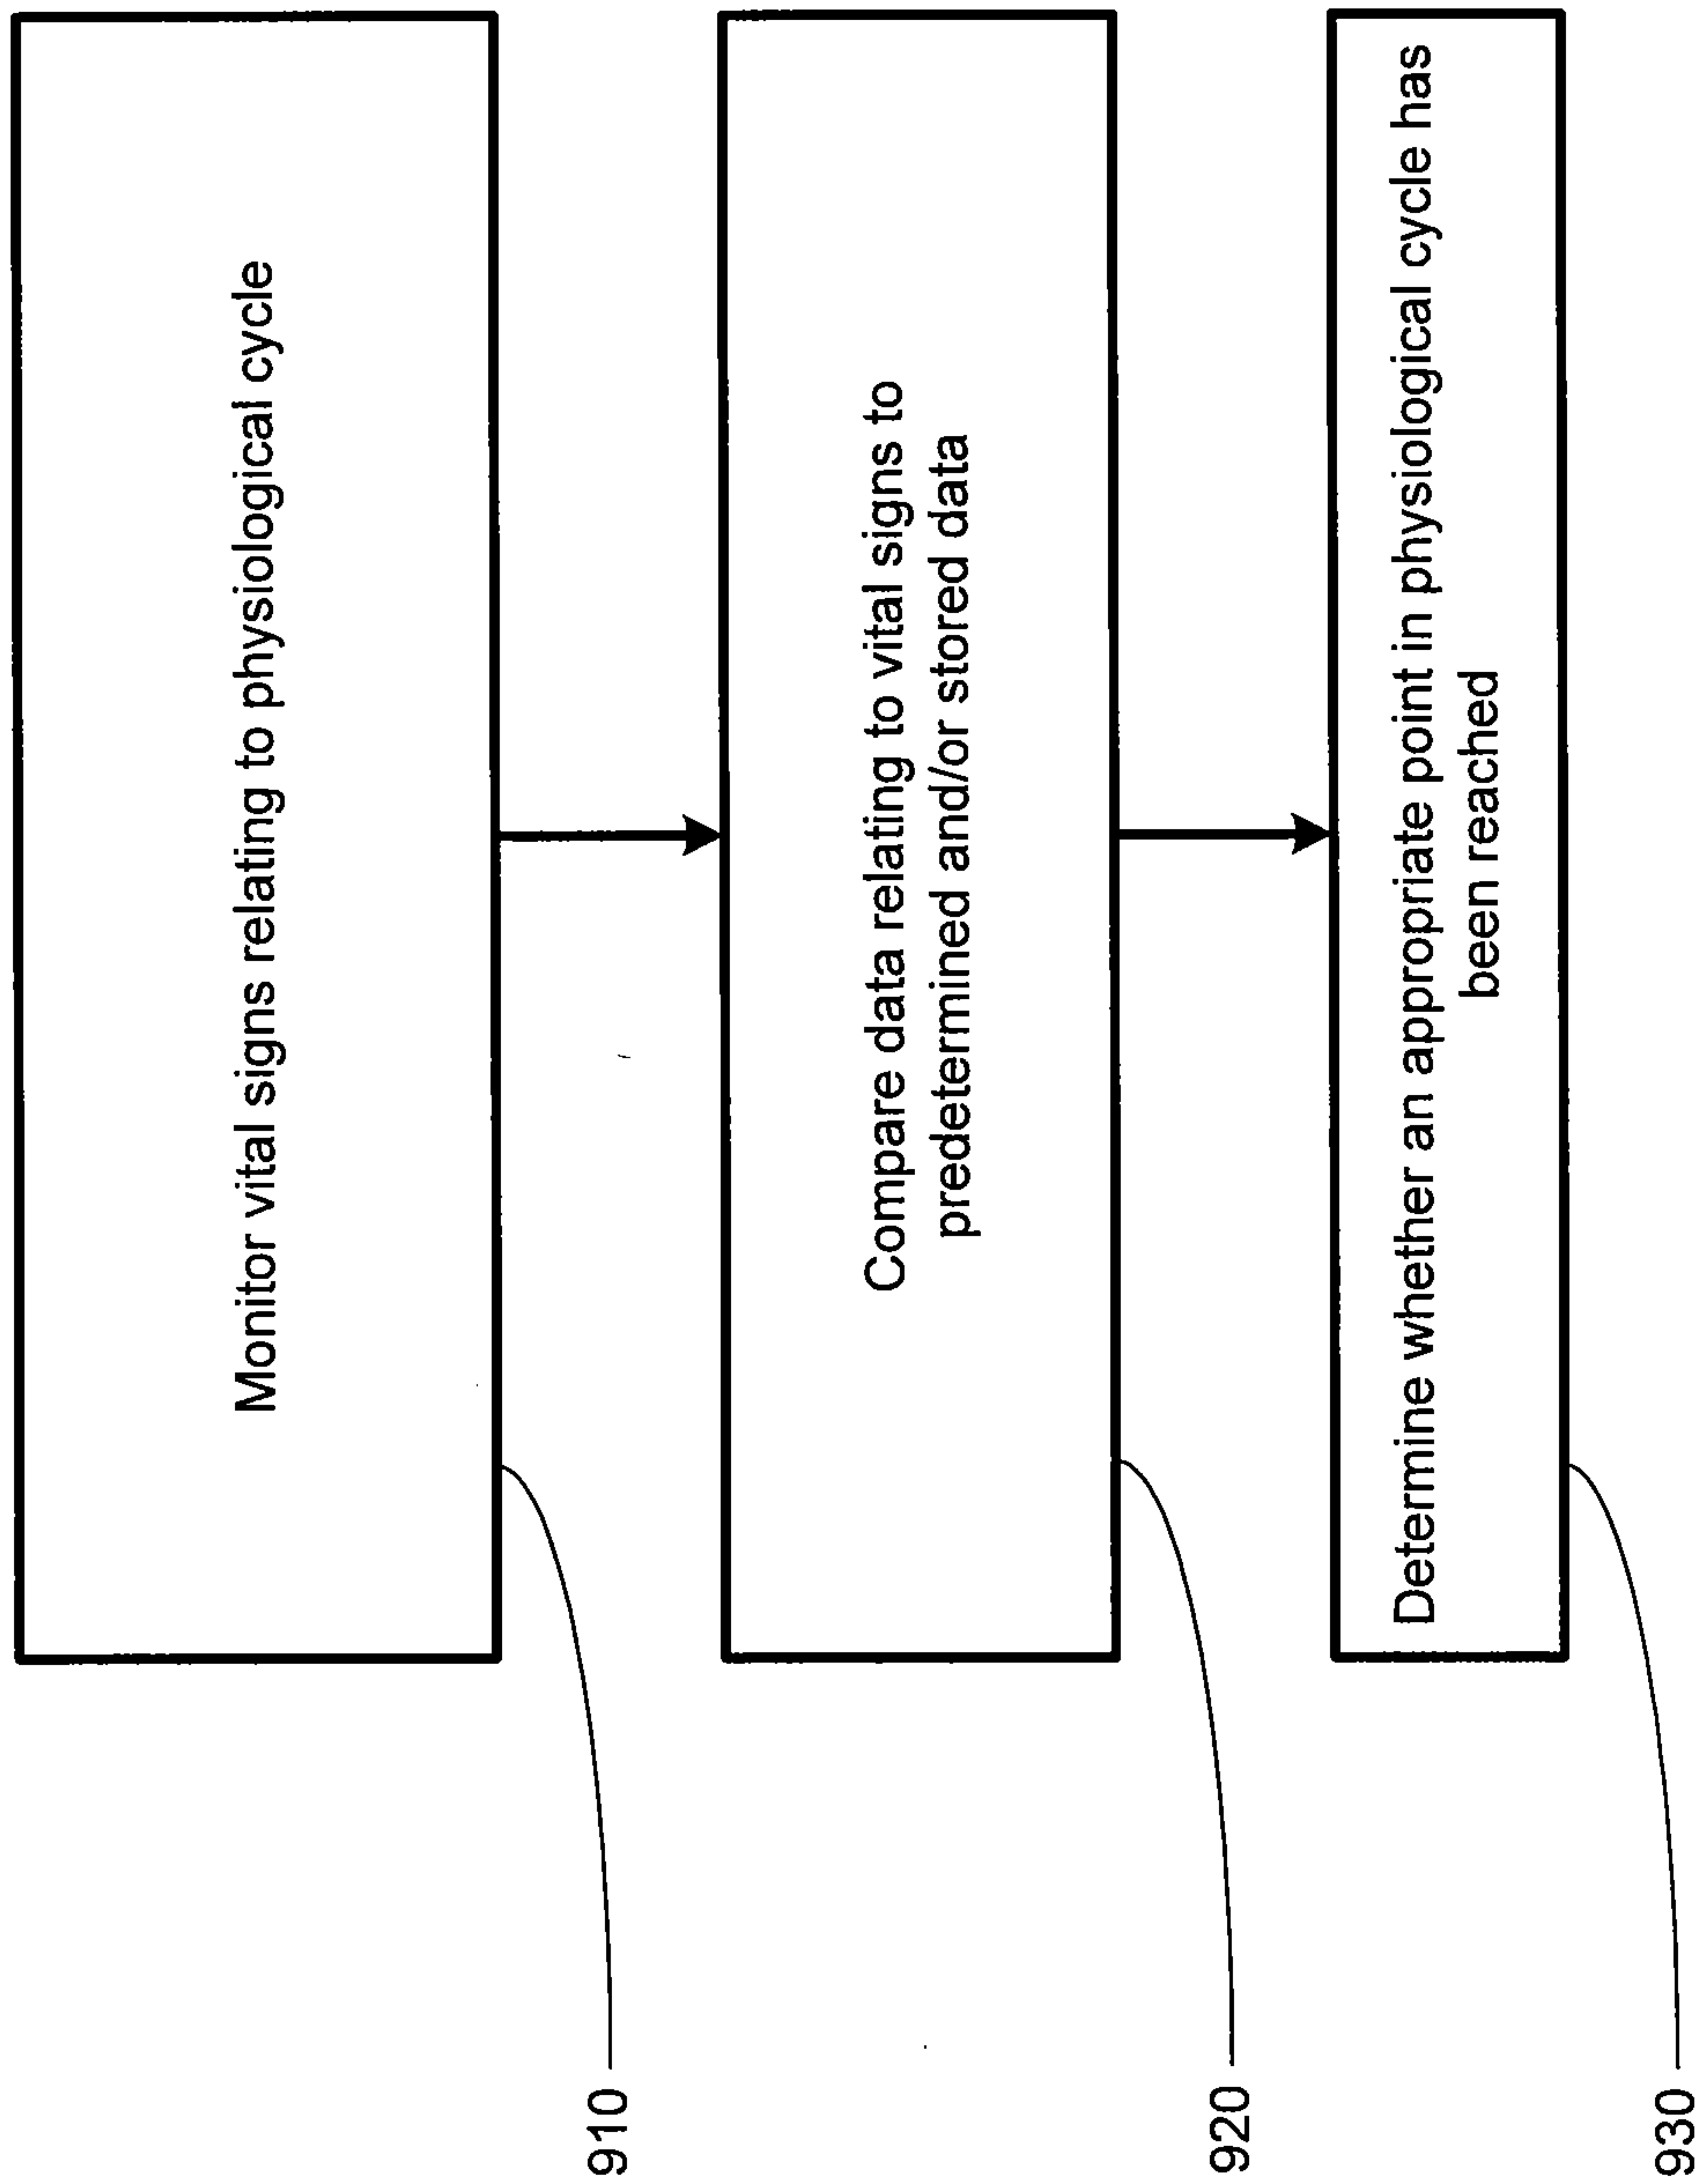 Monitor vital signs relating to physiological cycle
910
Compare data relating to vital signs to
predetermined and/or stored data
920
Determine whether an appropriate point in physiological cycle has
been reached
930